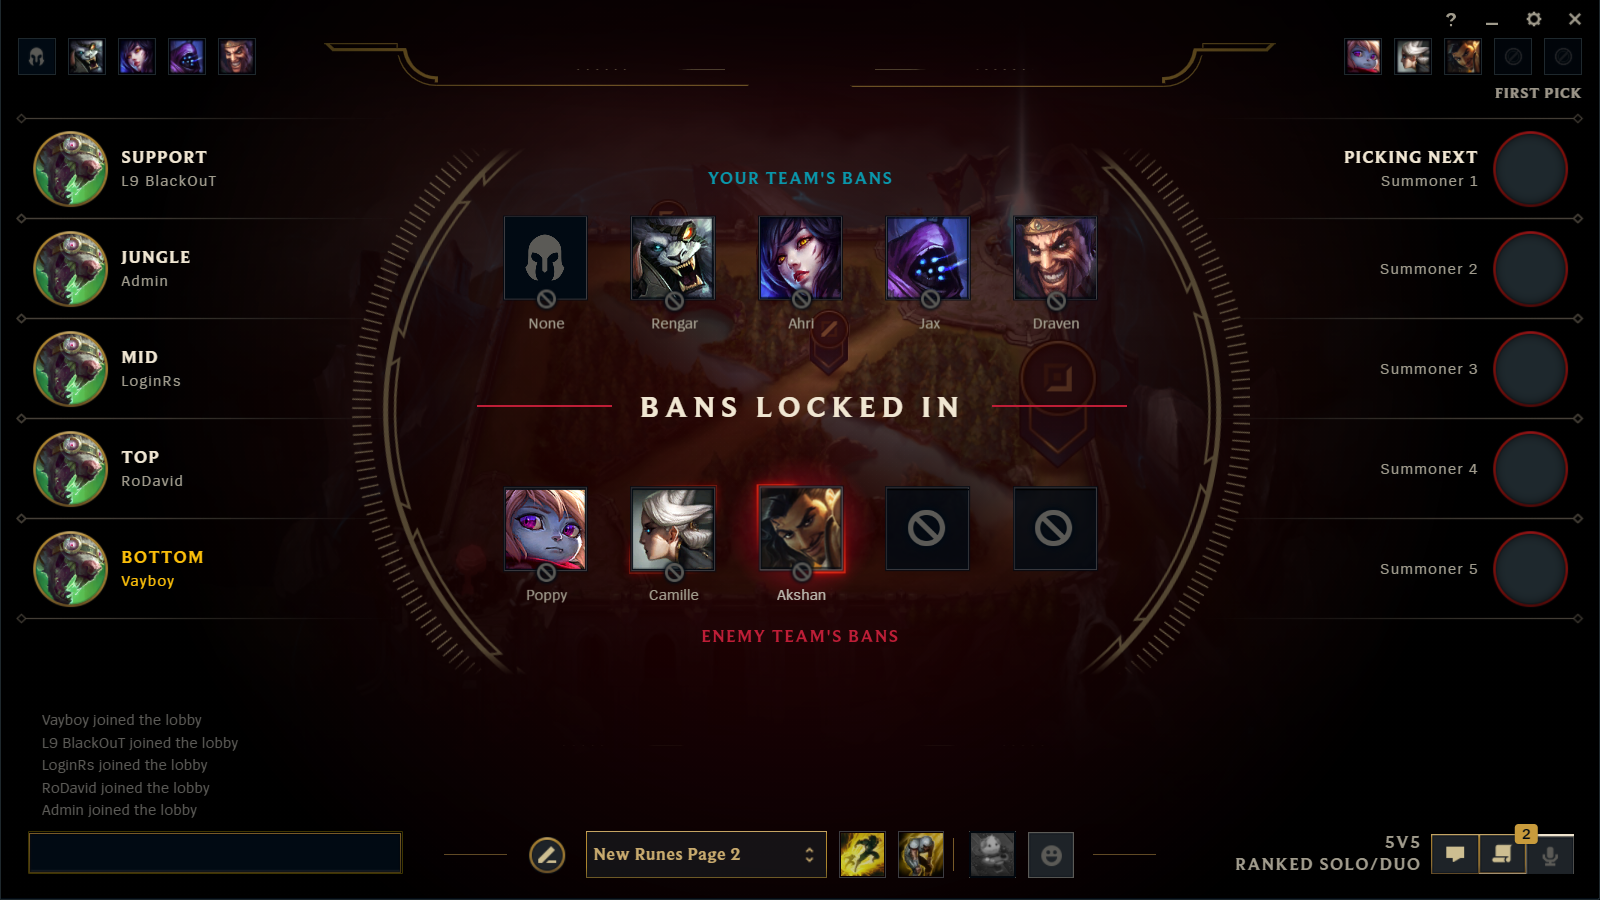 ?
FIRST PICK
SUPPORT
L9 BlackOuT
JUNGLE
Admin
MID
LoginRs
TOP
RoDavid
BOTTOM
Vayboy
YOUR TEAM'S BANS
None
Rengar
Ahri
Jax
Draven
BANS LOCKED IN
Poppy
Camille
Akshan
ENEMY TEAM'S BANS
PICKING NEXT
Summoner 1
Summoner 2
Summoner 3
Summoner 4
Summoner 5
Vayboy joined the lobby
L9 BlackOuT joined the lobby
LoginRs joined the lobby
RoDavid joined the lobby
Admin joined the lobby
New Runes Page 2
5V5
RANKED SOLO/DUO
2